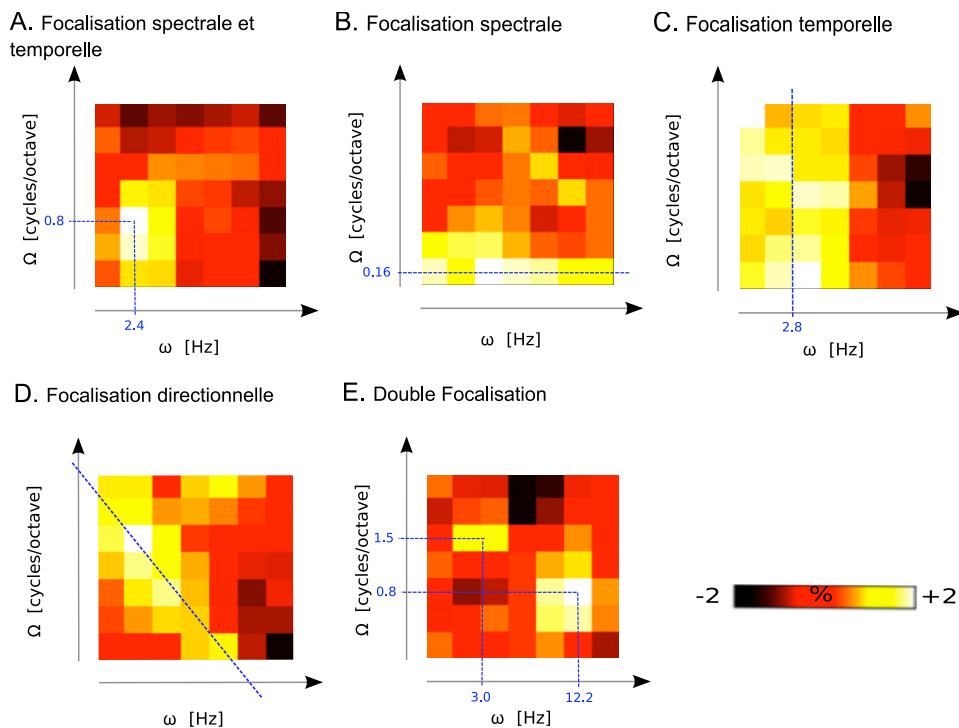 A. Focalisation spectrale et
temporelle
Ω [cycles/octave]
0.8
2.4
ω [Hz]
B. Focalisation spectrale
Ω [cycles/octave]
0.16
ω [Hz]
C. Focalisation temporelle
Ω [cycles/octave]
2.8
ω [Hz]
D. Focalisation directionnelle
Ω [cycles/octave]
ω [Hz]
E. Double Focalisation
Ω [cycles/octave]
1.5
0.8
3.0 12.2
ω [Hz]
-2 % +2